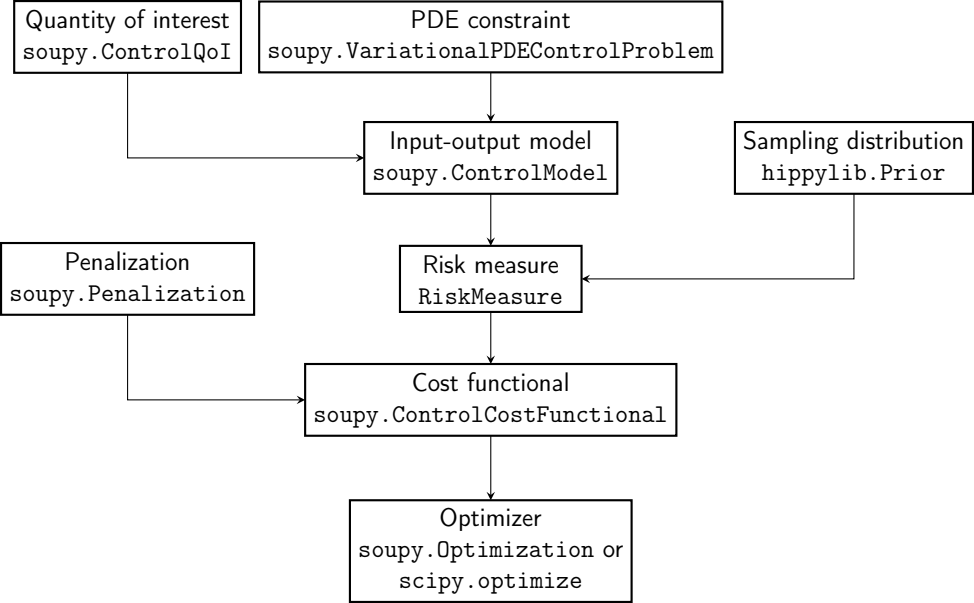 Quantity of interest
soupy.ControlQoI
PDE constraint
soupy.VariationalPDEControlProblem
Input-output model
soupy.ControlModel
Sampling distribution
hippylib.Prior
Penalization
soupy.Penalization
Risk measure
RiskMeasure
Cost functional
soupy.ControlCostFunctional
Optimizer
soupy.Optimization or
scipy.optimize